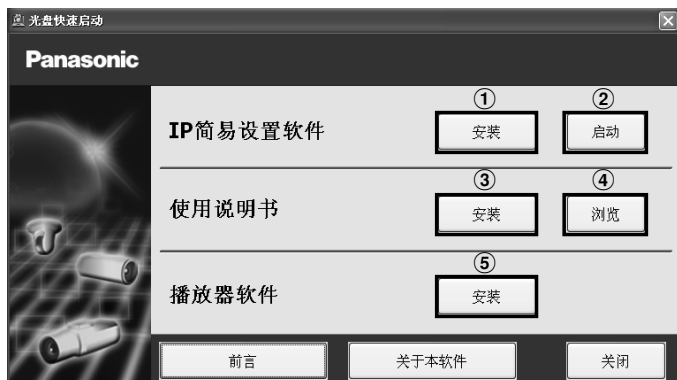 光盘快速启动
Panasonic
① ②
IP简易设置软件 安装 启动
③ ④
使用说明书 安装 浏览
⑤
播放器软件 安装
前言 关于本软件 关闭